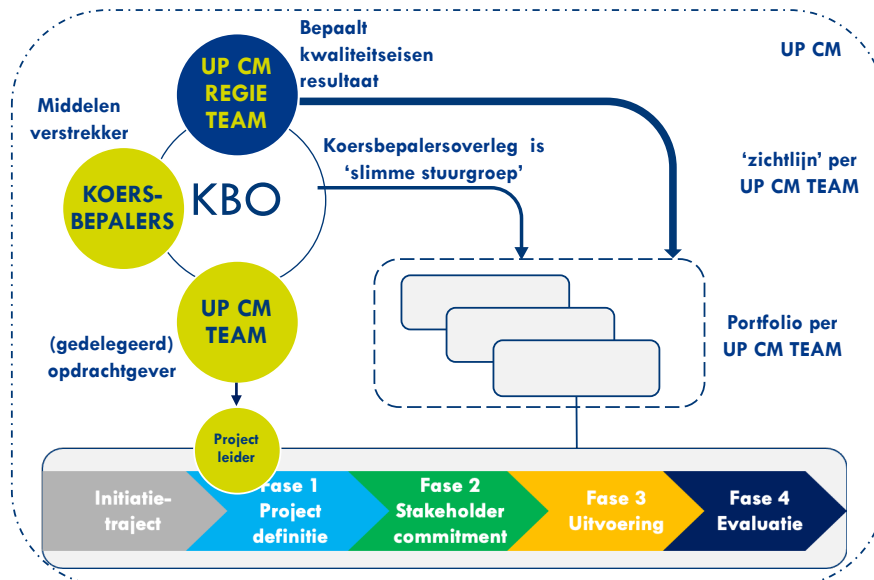 Bepaalt
kwaliteitseisen
resultaat
UP CM
UP CM
REGIE
TEAM
Middelen
verstrekker
Koersbepalersoverleg is
‘slimme stuurgroep’
‘zichtlijn’ per
UP CM TEAM
KOERS-
BEPALERS
KBO
UP CM
TEAM
Portfolio per
UP CM TEAM
(gedelegeerd)
opdrachtgever
Project
leider
Initiatie-
traject
Fase 1
Project
definitie
Fase 2
Stakeholder
commitment
Fase 3
Uitvoering
Fase 4
Evaluatie